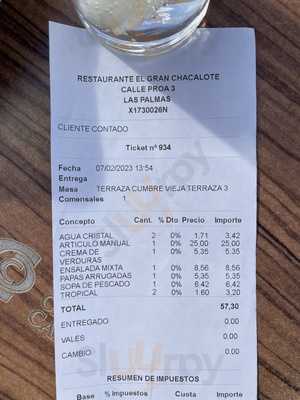 RESTAURANTE EL GRAN CHACALOTE
CALLE PROA 3
LAS PALMAS
X1730026N
CLIENTE CONTADO
Ticket nº 934
Fecha 07/02/2023 13:54
Entrega
Mesa TERRAZA CUMBRE VIEJA TERRAZA 3
Comensales 1
Concepto Cant. % Dto Precio Importe
AGUA CRISTAL 2 0% 1,71 3,42
ARTICULO MANUAL 1 0% 25,00 25,00
CREMA DE 1 0% 5,35 5,35
VERDURAS
ENSALADA MIXTA 1 0% 8,56 8,56
PAPAS ARRUGADAS 1 0% 5,35 5,35
SOPA DE PESCADO 1 0% 6,42 6,42
TROPICAL 2 0% 1,60 3,20
TOTAL 57,30
ENTREGADO 0,00
VALES 0,00
CAMBIO 0,00
Sluurpy
RESUMEN DE IMPUESTOS
Base % Impuestos Cuota Importe